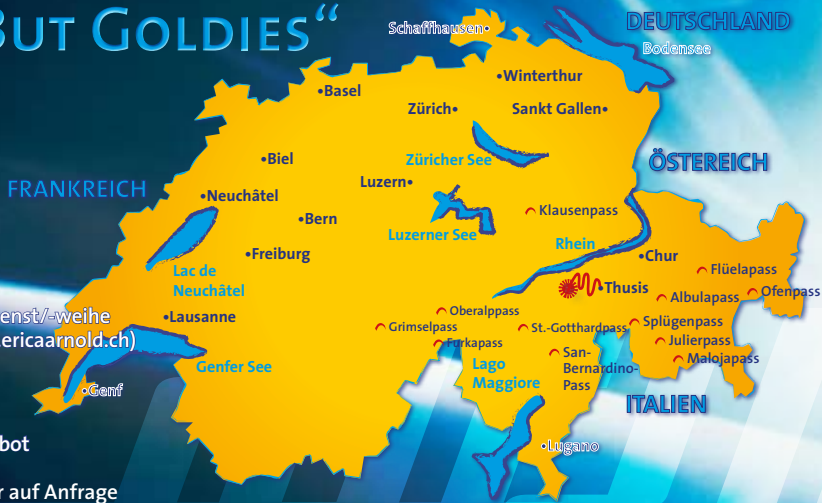 BUT GOLDIES“
DEUTSCHLAND
Schaffhausen
Bodensee
Winterthur
Basel
Zürich
Sankt Gallen
Biel
Züricher See
ÖSTEREICH
FRANKREICH
Luzern
Neuchâtel
Klausenpass
Bern
Luzerner See
Rhein
Freiburg
Chur
Lac de
Neuchâtel
Flüelapass
Thusis
Ofenpass
Albulapass
enst/-weihe
ericaarnold.ch)
Lausanne
Oberalppass
Grimselpass
St.-Gotthardpass
Splügenpass
Furkapass
Julierpass
Genfer See
Lago
Maggiore
San-
Bernardino-
Pass
Malojapass
Genf
ITALIEN
bot
Lugano
r auf Anfrage